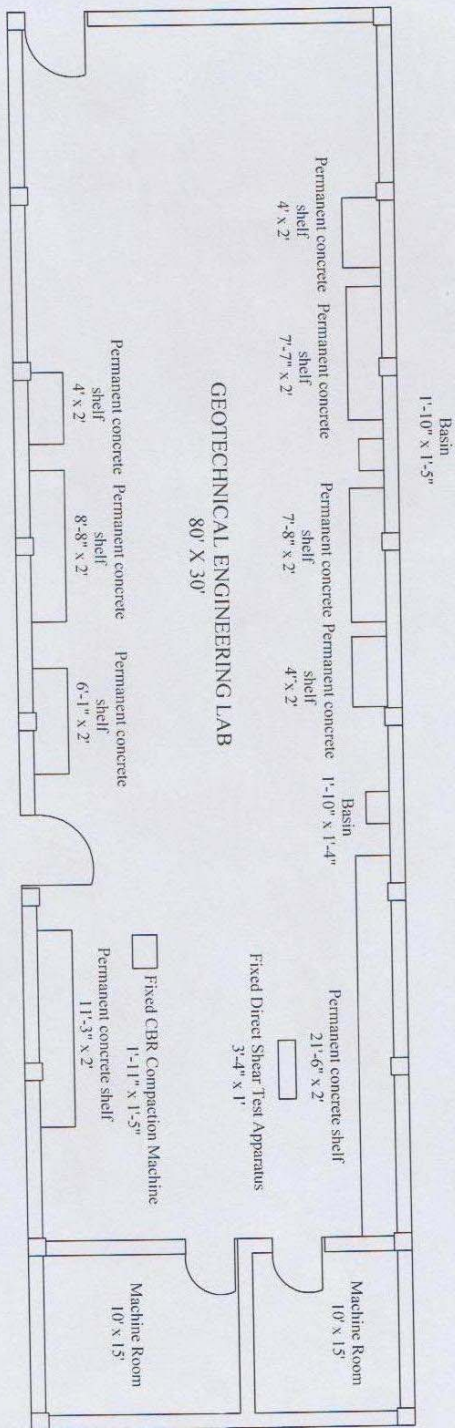 Basin
1'-10" x 1'-5"
Permanent concrete
shelf
4' x 2'
Permanent concrete
shelf
7'-7" x 2'
Permanent concrete
shelf
7'-8" x 2'
Permanent concrete
shelf
4' x 2'
Basin
1'-10" x 1'-4"
Permanent concrete shelf
21'-6" x 2'
Machine Room
10' x 15'
Fixed Direct Shear Test Apparatus
3'-4" x 1'
GEOTECHNICAL ENGINEERING LAB
80' X 30'
Fixed CBR Compaction Machine
1'-11" x 1'-5"
Permanent concrete
shelf
4' x 2'
Permanent concrete
shelf
8'-8" x 2'
Permanent concrete
shelf
6'-1" x 2'
Permanent concrete shelf
11'-3" x 2'
Machine Room
10' x 15'